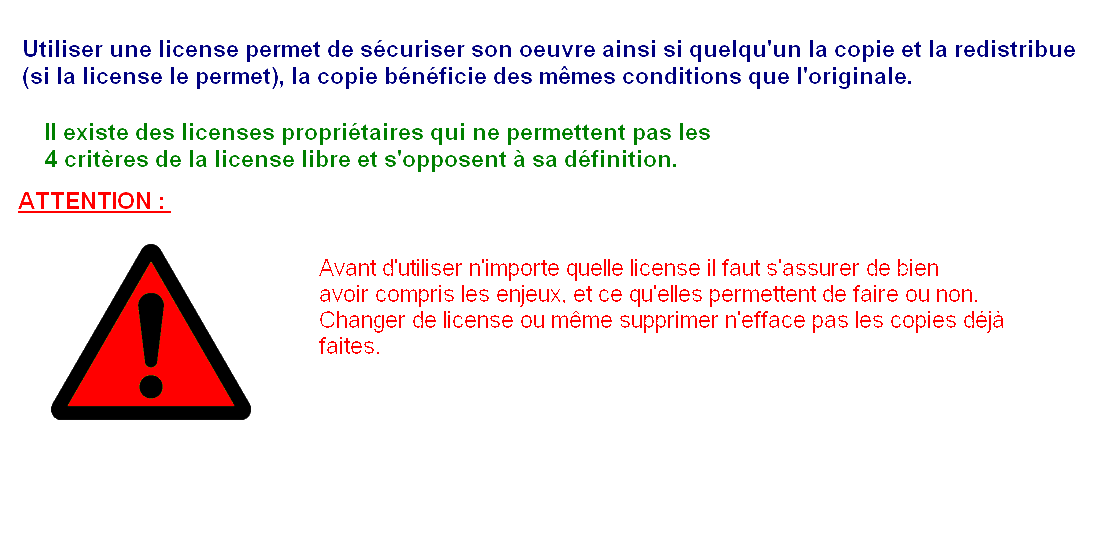 Utiliser une license permet de sécuriser son oeuvre ainsi si quelqu'un la copie et la redistribue
(si la license le permet), la copie bénéficie des mêmes conditions que l'originale.
Il existe des licenses propriétaires qui ne permettent pas les
4 critères de la license libre et s'opposent à sa définition.
ATTENTION :
Avant d'utiliser n'importe quelle license il faut s'assurer de bien
avoir compris les enjeux, et ce qu'elles permettent de faire ou non.
Changer de license ou même supprimer n'efface pas les copies déjà
faites.